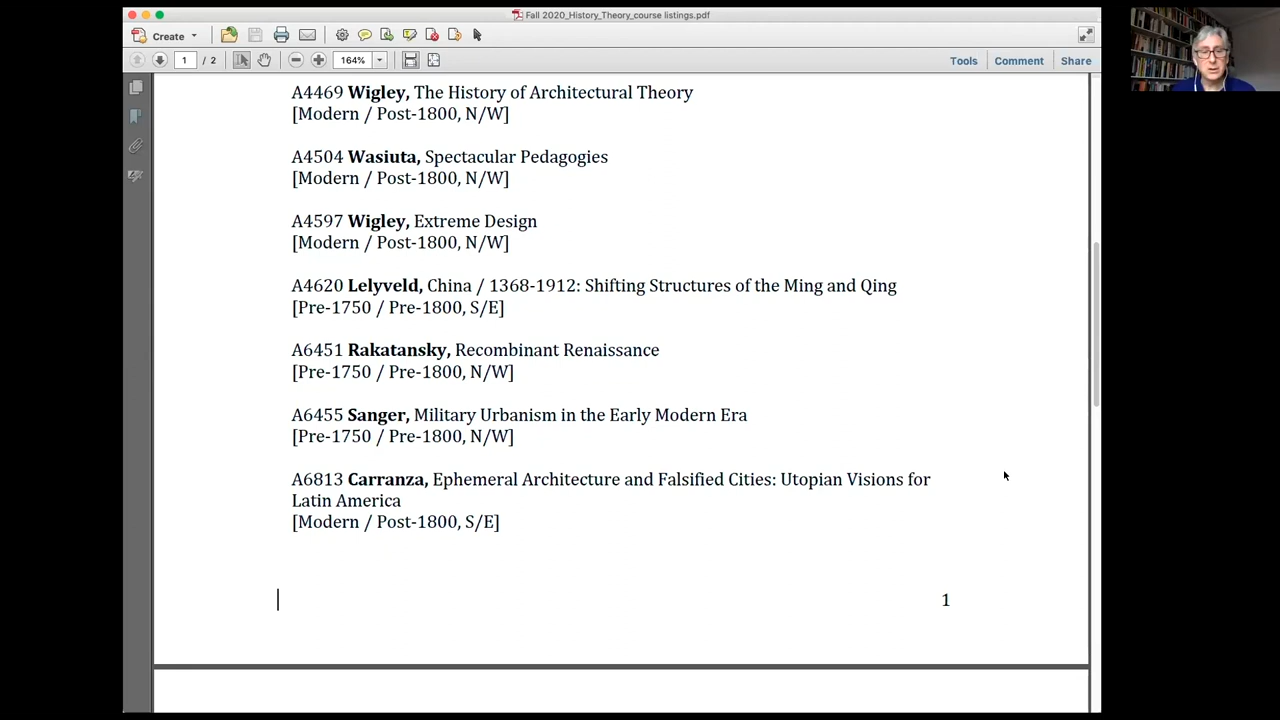 Fall 2020_History_Theory_course listings.pdf
Create
1 / 2
164%
Tools Comment Share
A4469 Wigley, The History of Architectural Theory
[Modern / Post-1800, N/W]
A4504 Wasiuta, Spectacular Pedagogies
[Modern / Post-1800, N/W]
A4597 Wigley, Extreme Design
[Modern / Post-1800, N/W]
A4620 Lelyveld, China / 1368-1912: Shifting Structures of the Ming and Qing
[Pre-1750 / Pre-1800, S/E]
A6451 Rakatansky, Recombinant Renaissance
[Pre-1750 / Pre-1800, N/W]
A6455 Sanger, Military Urbanism in the Early Modern Era
[Pre-1750 / Pre-1800, N/W]
A6813 Carranza, Ephemeral Architecture and Falsified Cities: Utopian Visions for
Latin America
[Modern / Post-1800, S/E]
1